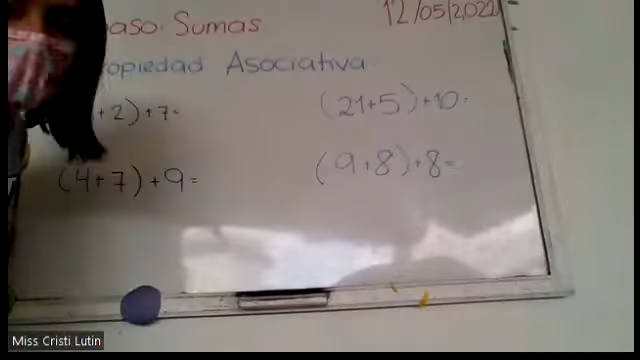 aso. Sumas 12/05/2021
opiedad Asociativa
+ 2) + 7= (21+5)+10=
(4+7)+9= (9+8)+8=
Miss Cristi Lutin